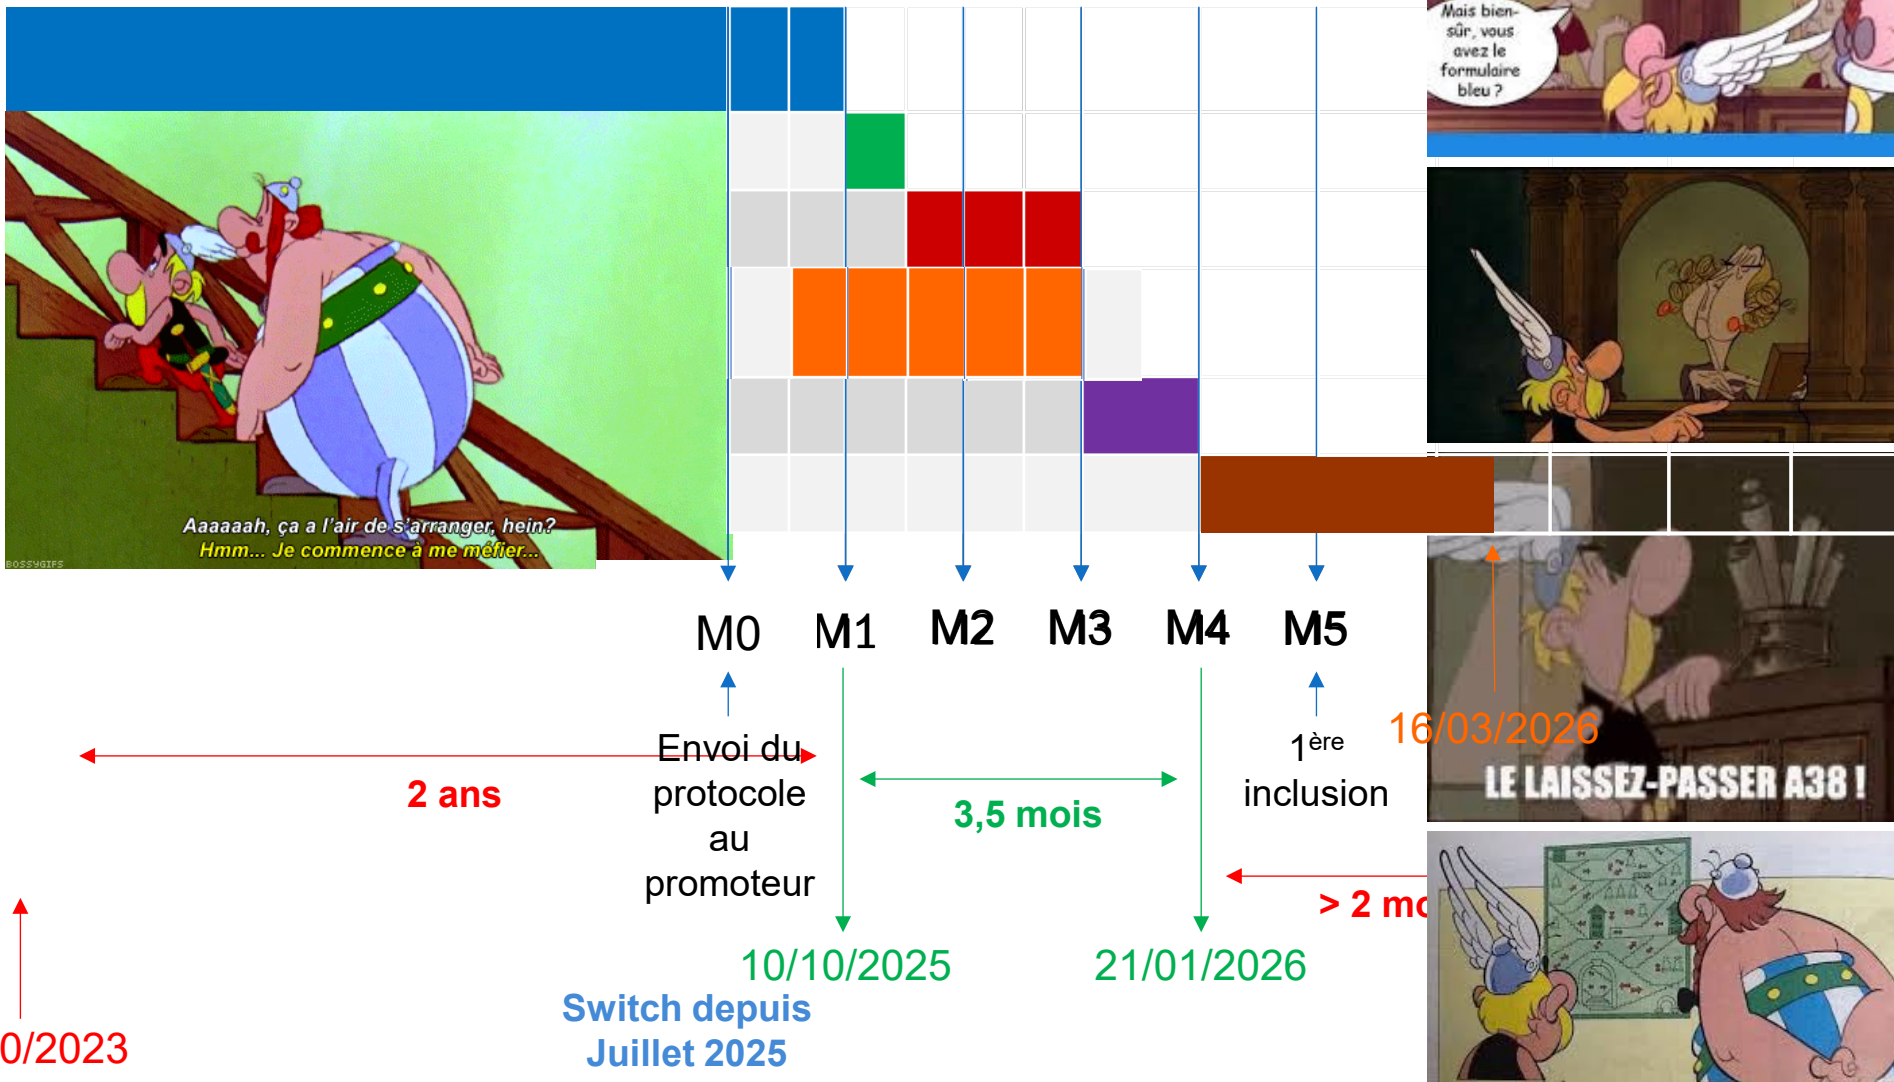 Mais bien-
sûr, vous
avez le
formulaire
bleu ?
Aaaaaah, ça a l'air de s'arranger, hein?
Hmm... Je commence à me méfier...
BOSSYGIFS
M0
M1
M2
M3
M4
M5
Envoi du
protocole
au
promoteur
1ère
inclusion
16/03/2026
LE LAISSEZ-PASSER A38 !
2 ans
3,5 mois
> 2 mo
10/10/2025
21/01/2026
Switch depuis
Juillet 2025
0/2023